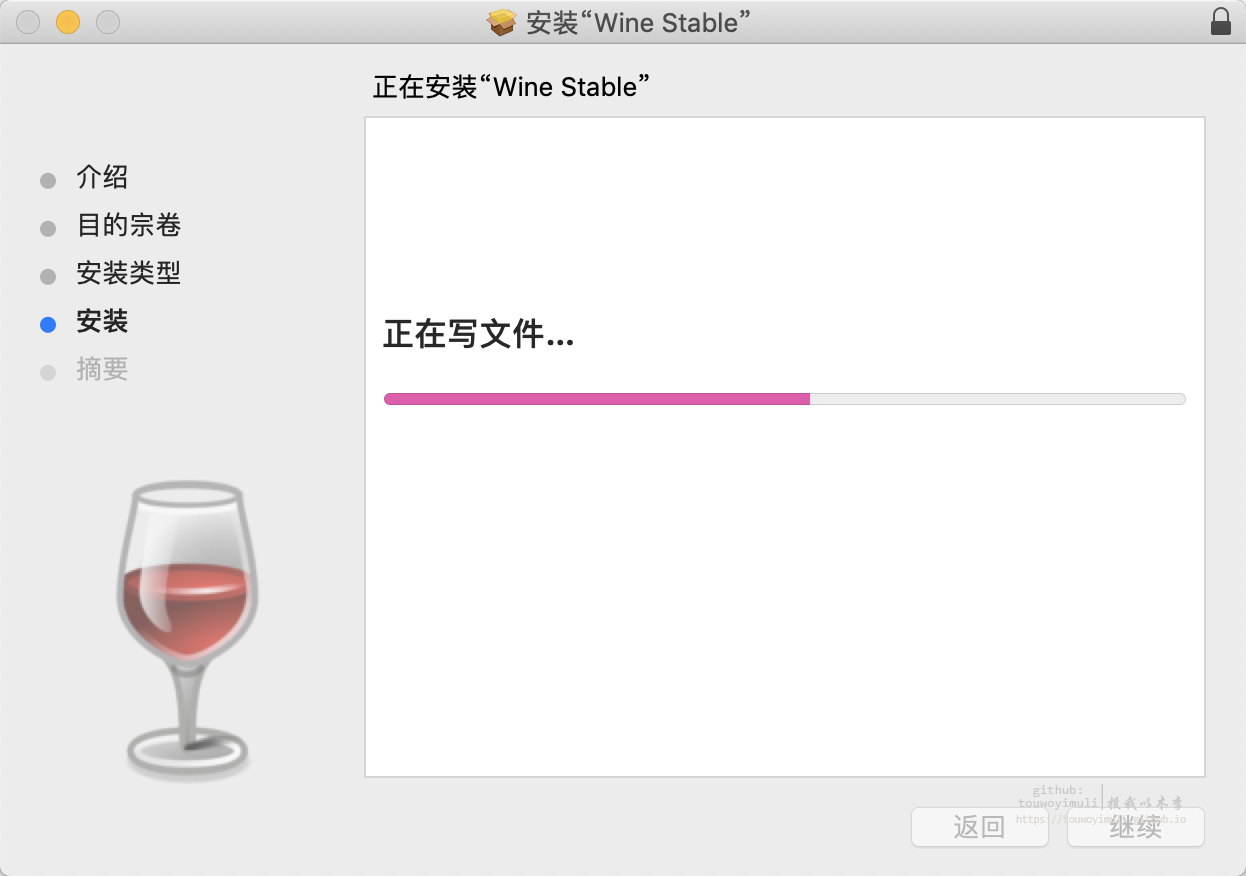 安装“Wine Stable”
正在安装“Wine Stable”
介绍
目的宗卷
安装类型
安装
摘要
正在写文件...
github:
touwoyimuli
投我以木李
https://touwoyimuli.github.io
返回
继续